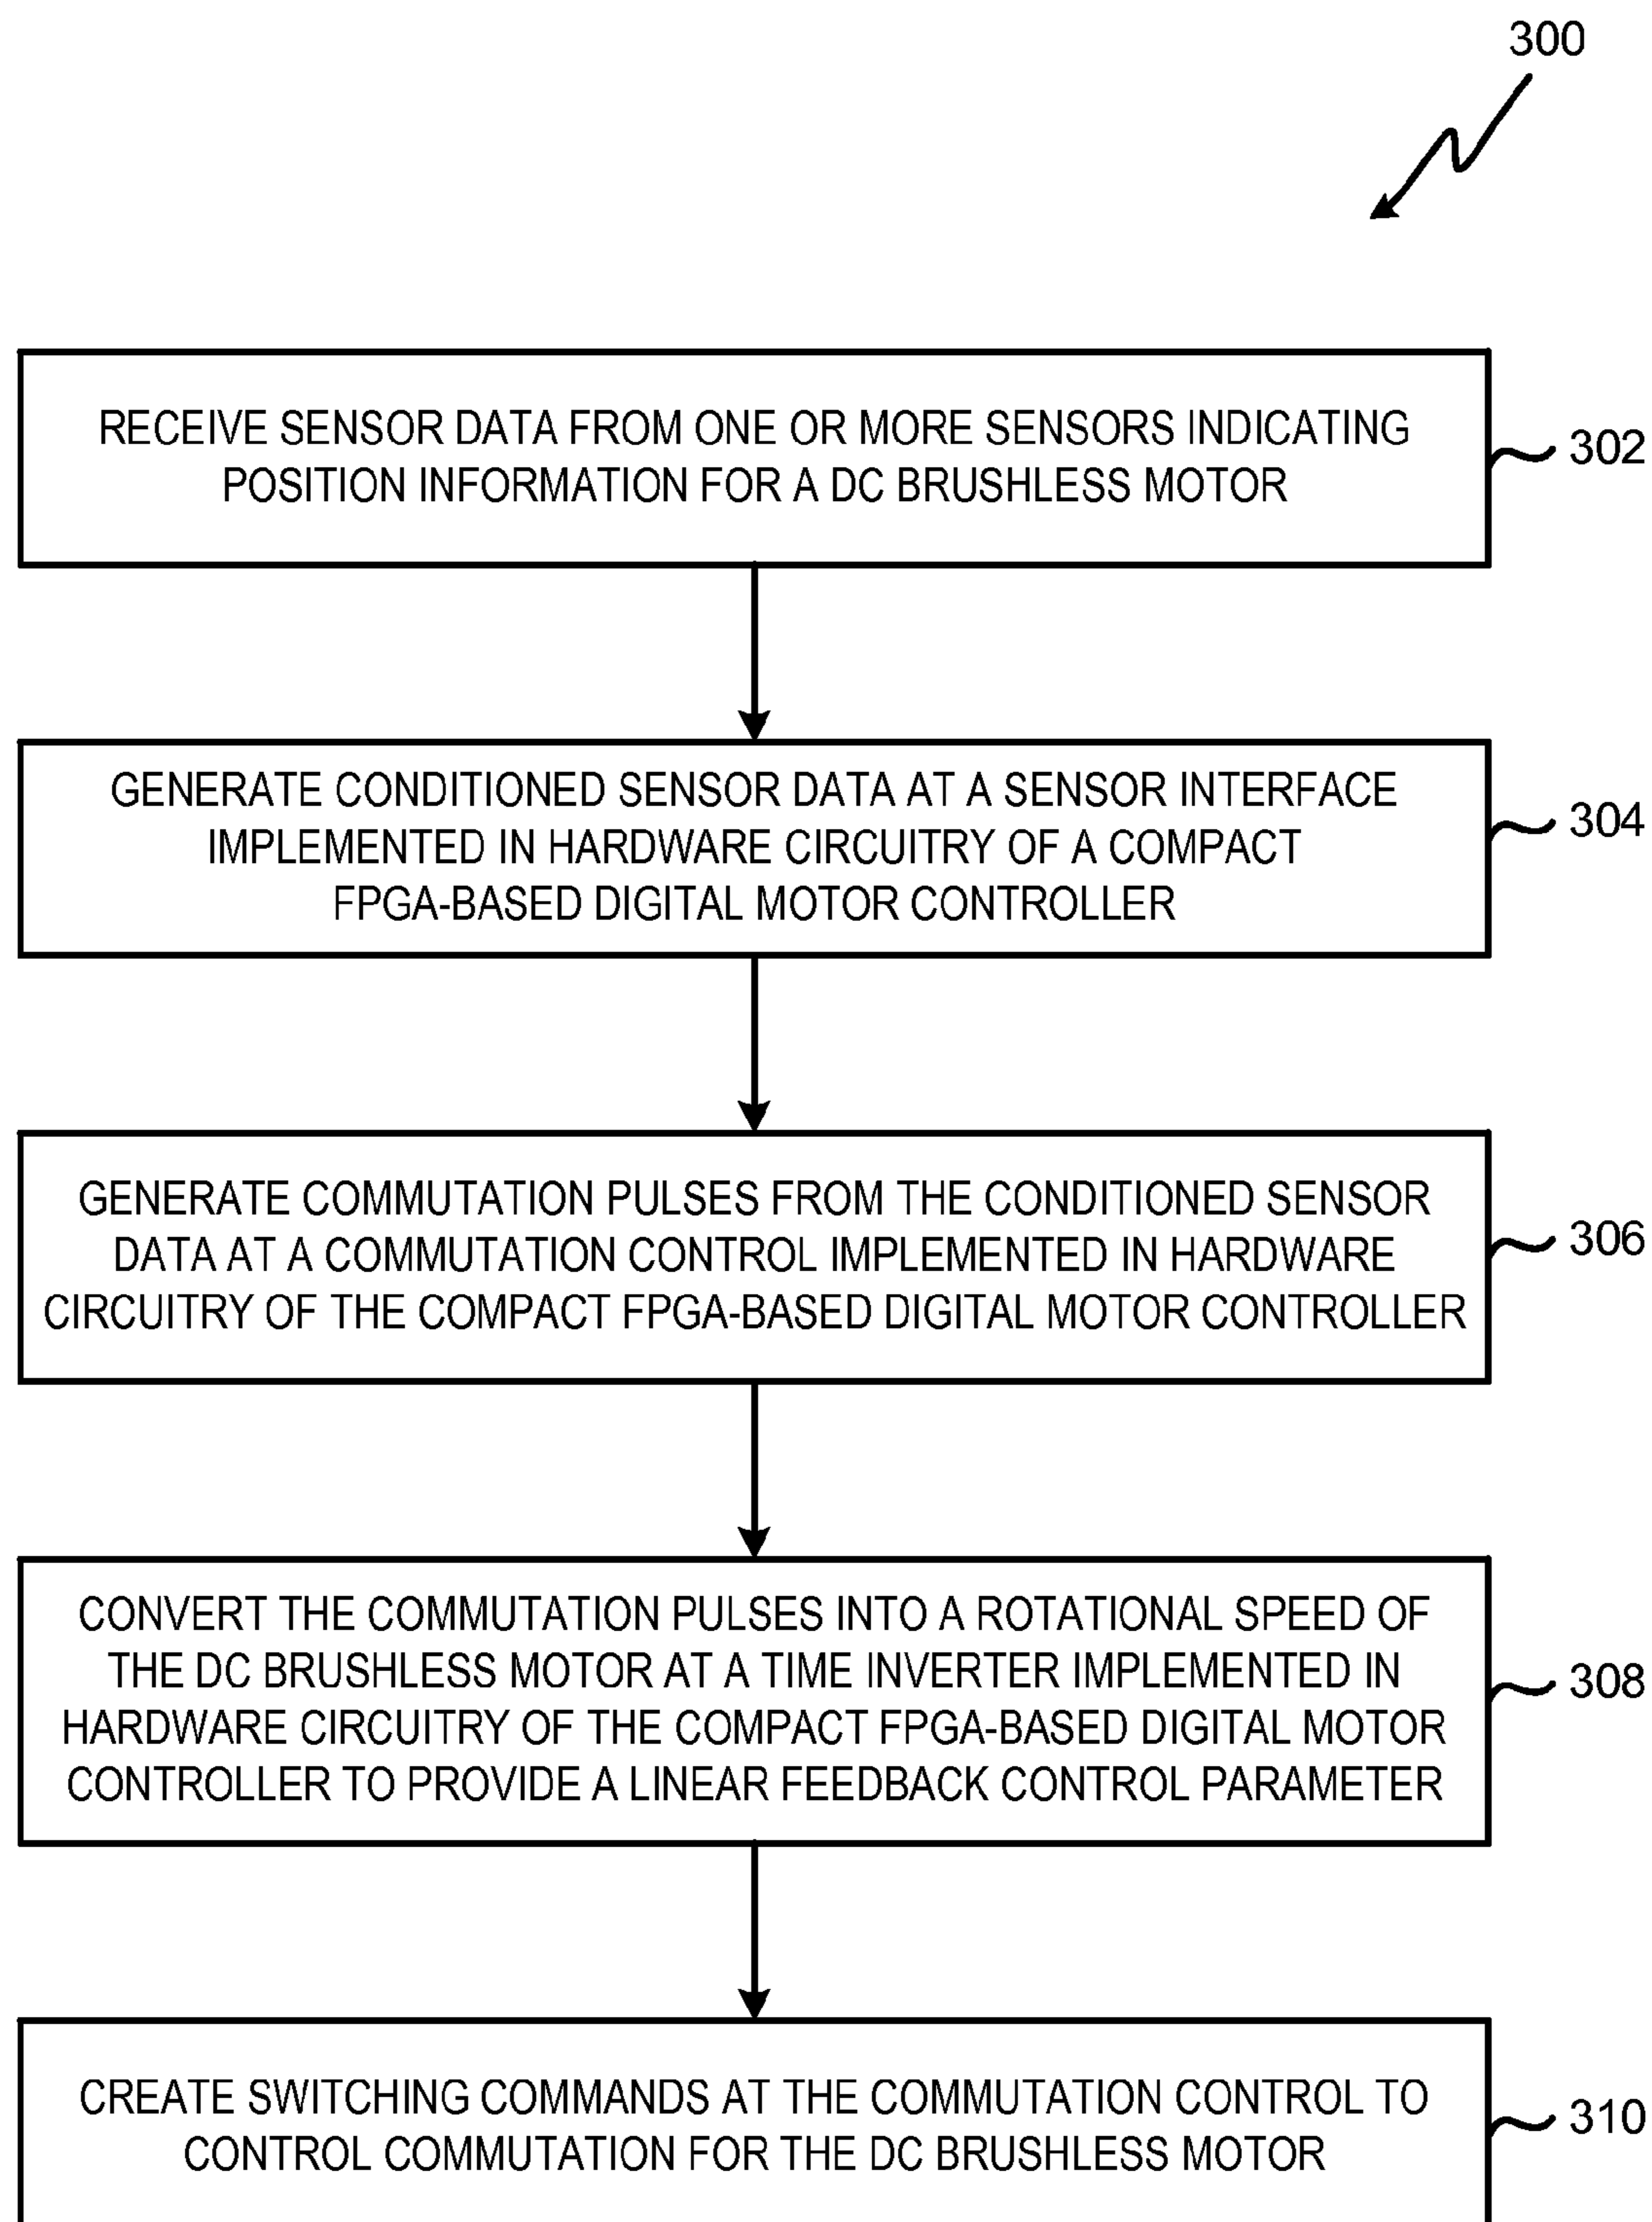 300
RECEIVE SENSOR DATA FROM ONE OR MORE SENSORS INDICATING
POSITION INFORMATION FOR A DC BRUSHLESS MOTOR
302
GENERATE CONDITIONED SENSOR DATA AT A SENSOR INTERFACE
IMPLEMENTED IN HARDWARE CIRCUITRY OF A COMPACT
FPGA-BASED DIGITAL MOTOR CONTROLLER
304
GENERATE COMMUTATION PULSES FROM THE CONDITIONED SENSOR
DATA AT A COMMUTATION CONTROL IMPLEMENTED IN HARDWARE
CIRCUITRY OF THE COMPACT FPGA-BASED DIGITAL MOTOR CONTROLLER
306
CONVERT THE COMMUTATION PULSES INTO A ROTATIONAL SPEED OF
THE DC BRUSHLESS MOTOR AT A TIME INVERTER IMPLEMENTED IN
HARDWARE CIRCUITRY OF THE COMPACT FPGA-BASED DIGITAL MOTOR
CONTROLLER TO PROVIDE A LINEAR FEEDBACK CONTROL PARAMETER
308
CREATE SWITCHING COMMANDS AT THE COMMUTATION CONTROL TO
CONTROL COMMUTATION FOR THE DC BRUSHLESS MOTOR
310